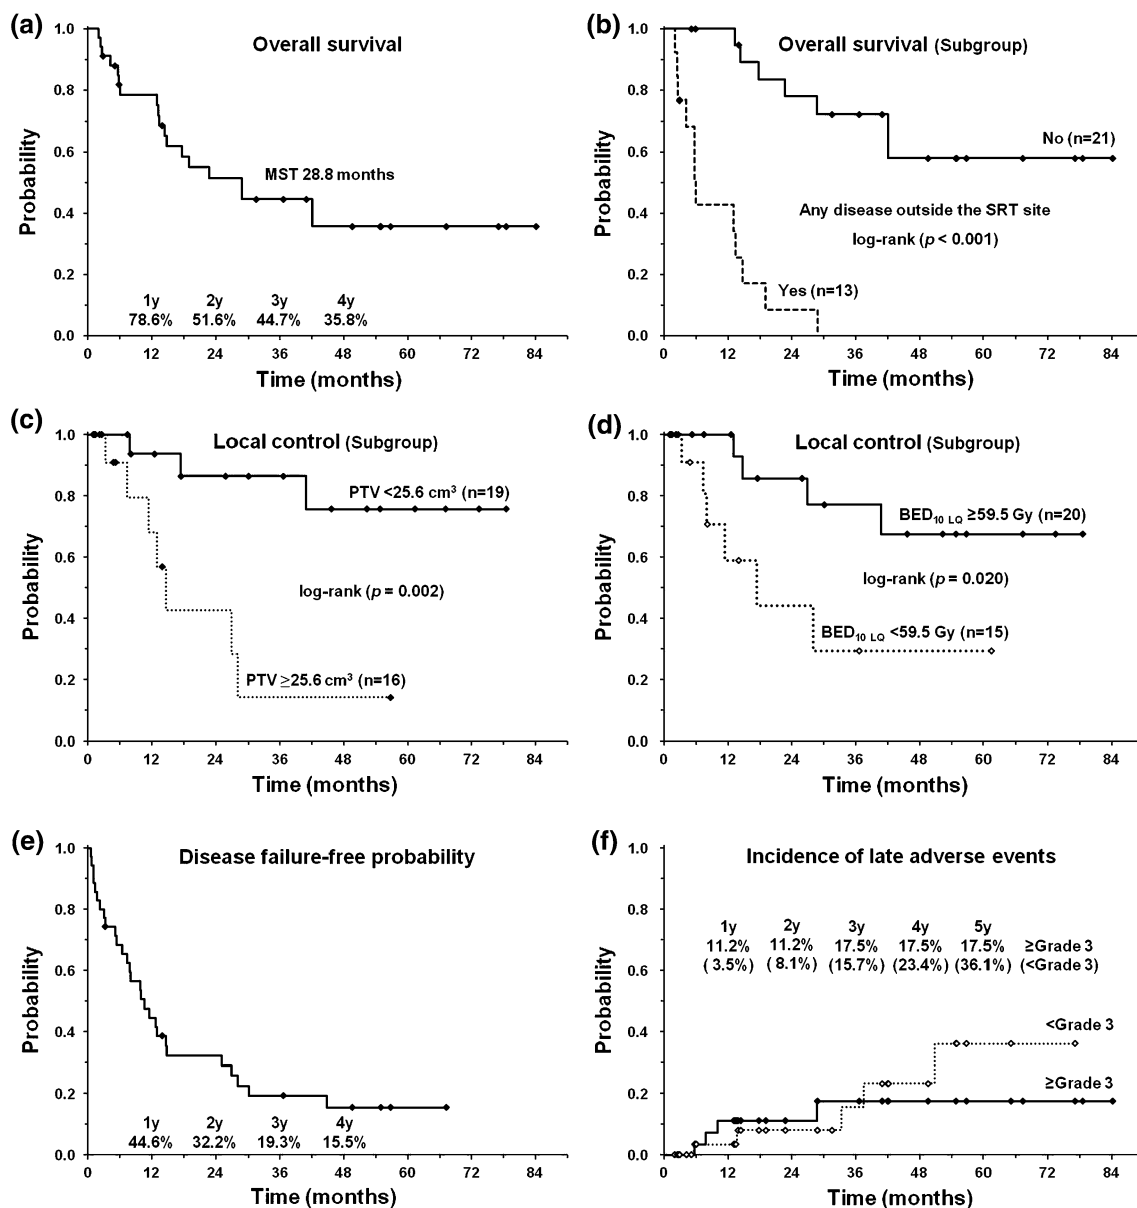 (a)
Overall survival
Probability
1.0
0.8
0.6
0.4
0.2
0.0
MST 28.8 months
1y 2y 3y 4y
78.6% 51.6% 44.7% 35.8%
0 12 24 36 48 60 72 84
Time (months)
(b)
Overall survival (Subgroup)
Probability
1.0
0.8
0.6
0.4
0.2
0.0
No (n=21)
Any disease outside the SRT site
log-rank (p < 0.001)
Yes (n=13)
0 12 24 36 48 60 72 84
Time (months)
(c)
Local control (Subgroup)
Probability
1.0
0.8
0.6
0.4
0.2
0.0
PTV <25.6 cm³ (n=19)
log-rank (p = 0.002)
PTV ≥25.6 cm³ (n=16)
0 12 24 36 48 60 72 84
Time (months)
(d)
Local control (Subgroup)
Probability
1.0
0.8
0.6
0.4
0.2
0.0
BED10 LQ ≥59.5 Gy (n=20)
log-rank (p = 0.020)
BED10 LQ <59.5 Gy (n=15)
0 12 24 36 48 60 72 84
Time (months)
(e)
Disease failure-free probability
Probability
1.0
0.8
0.6
0.4
0.2
0.0
1y 2y 3y 4y
44.6% 32.2% 19.3% 15.5%
0 12 24 36 48 60 72 84
Time (months)
(f)
Incidence of late adverse events
Probability
1.0
0.8
0.6
0.4
0.2
0.0
1y 2y 3y 4y 5y
11.2% 11.2% 17.5% 17.5% 17.5% ≥Grade 3
( 3.5%) ( 8.1%) (15.7%) (23.4%) (36.1%) (<Grade 3)
<Grade 3
≥Grade 3
0 12 24 36 48 60 72 84
Time (months)